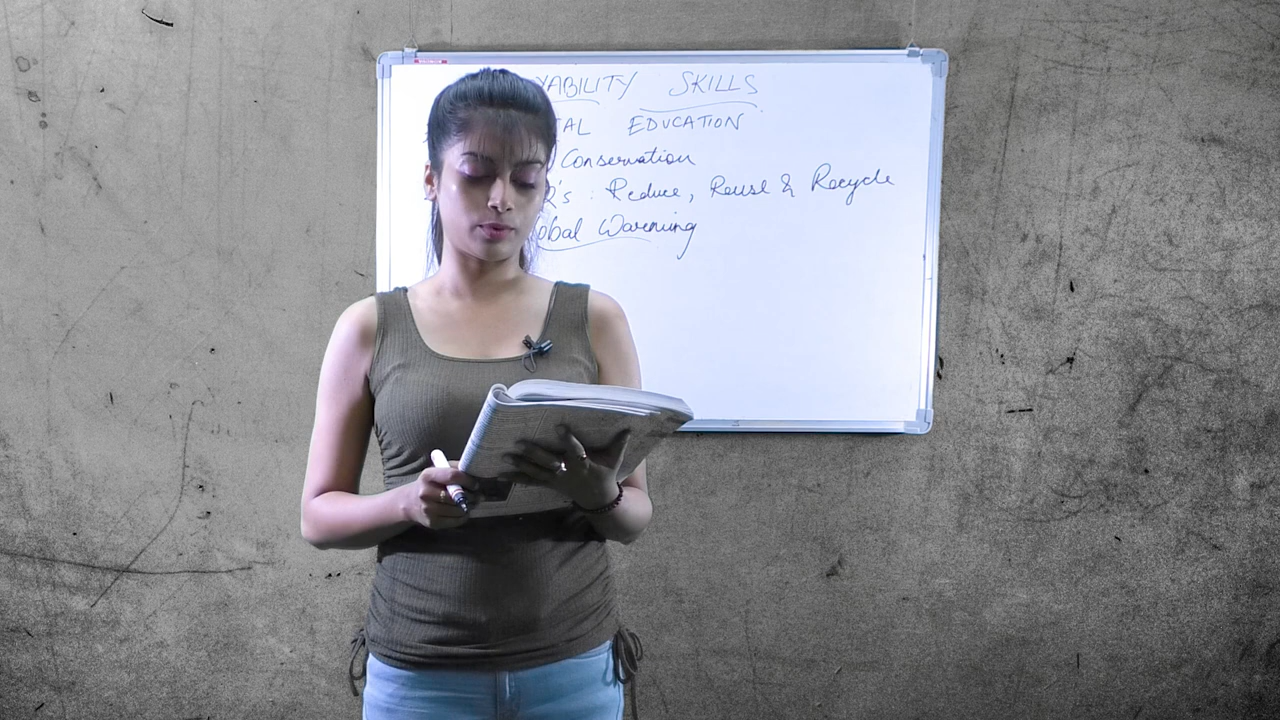 YABILITY SKILLS
TAL EDUCATION
Conservation
R's : Reduce, Reuse & Recycle
obal Warming